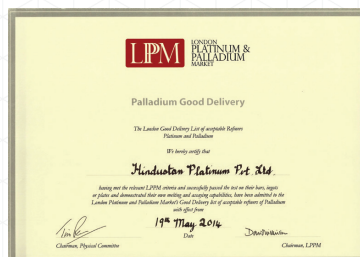 LPPM
LONDON
PLATINUM &
PALLADIUM
MARKET
Palladium Good Delivery
The London Good Delivery List of acceptable Refiners
Platinum and Palladium
We hereby certify that
Hindustan Platinum Pvt. Ltd.
having met the relevant LPPM criteria and successfully passed the test on their bars, ingots
or plates and demonstrated their own melting and assaying capabilities, have been admitted to the
London Platinum and Palladium Market's Good Delivery list of acceptable refiners of Palladium
with effect from
19th May 2014
Date
Chairman, Physical Committee
Chairman, LPPM